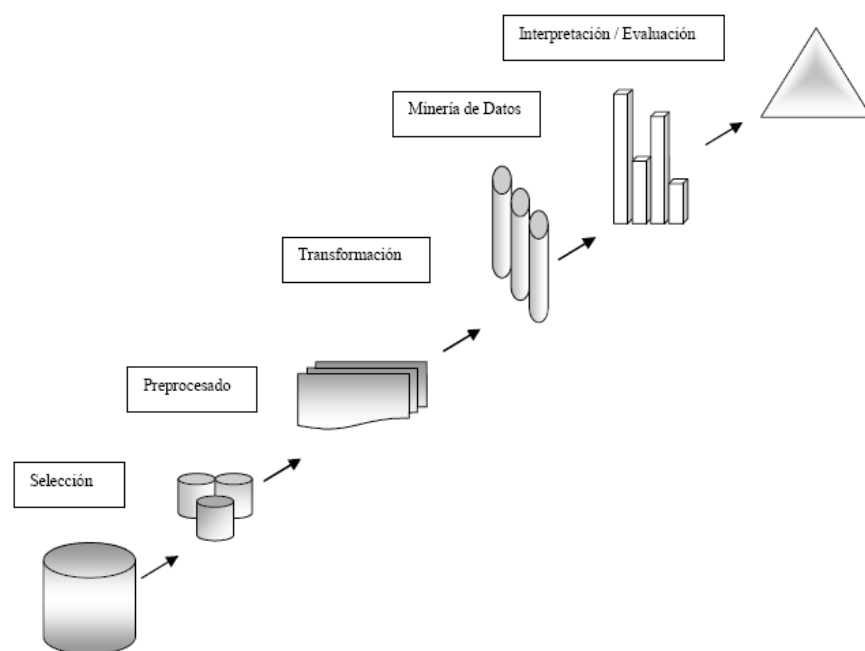 Interpretación / Evaluación
Minería de Datos
Transformación
Preprocesado
Selección